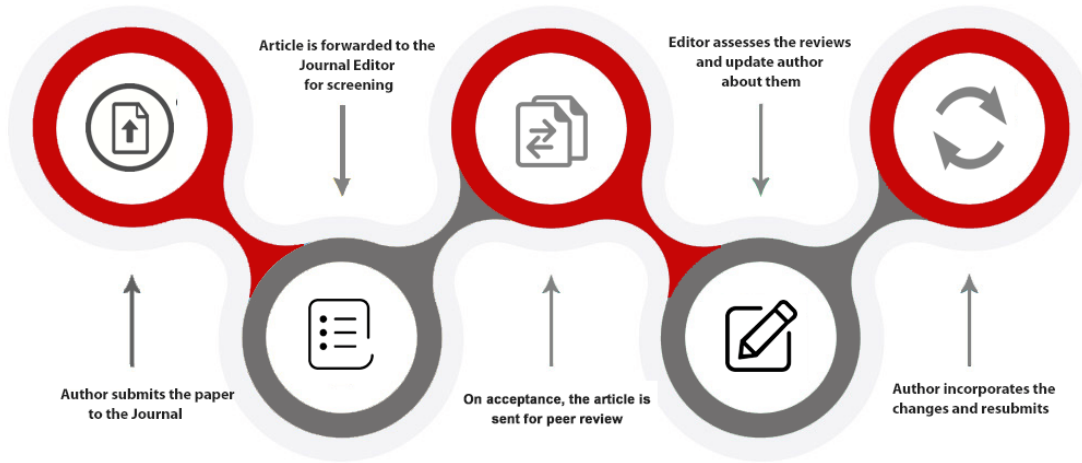 Article is forwarded to the
Journal Editor
for screening
Editor assesses the reviews
and update author
about them
Author submits the paper
to the Journal
On acceptance, the article is
sent for peer review
Author incorporates the
changes and resubmits